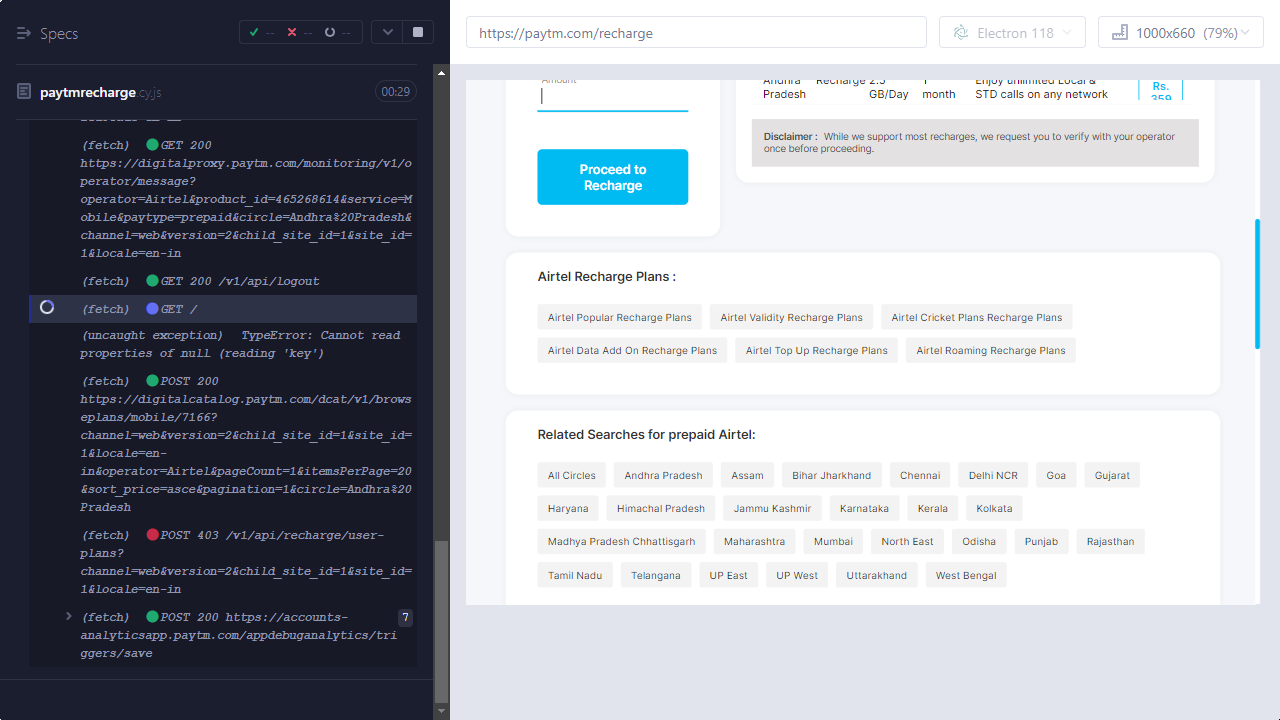 Specs
--
--
--
https://paytm.com/recharge
Electron 118
1000x660 (79%)
paytmrecharge.cy.js
00:29
(fetch) GET 200
https://digitalproxy.paytm.com/monitoring/v1/o
perator/message?
operator=Airtel&product_id=465268614&service=M
obile&paytype=prepaid&circle=Andhra%20Pradesh&
channel=web&version=2&child_site_id=1&site_id=
1&locale=en-in
(fetch) GET 200 /v1/api/logout
(fetch) GET /
(uncaught exception) TypeError: Cannot read
properties of null (reading 'key')
(fetch) POST 200
https://digitalcatalog.paytm.com/dcat/v1/brows
eplans/mobile/7166?
channel=web&version=2&child_site_id=1&site_id=
1&locale=en-
in&operator=Airtel&pageCount=1&itemsPerPage=20
&sort_price=asce&pagination=1&circle=Andhra%20
Pradesh
(fetch) POST 403 /v1/api/recharge/user-
plans?
channel=web&version=2&child_site_id=1&site_id=
1&locale=en-in
(fetch) POST 200 https://accounts-
analyticsapp.paytm.com/appdebuganalytics/tri
ggers/save
7
Amount
Proceed to
Recharge
Andhra Recharge 2.5 1 Enjoy unlimited Local &
Pradesh GB/Day month STD calls on any network
Rs.
359
Disclaimer : While we support most recharges, we request you to verify with your operator
once before proceeding.
Airtel Recharge Plans :
Airtel Popular Recharge Plans Airtel Validity Recharge Plans Airtel Cricket Plans Recharge Plans
Airtel Data Add On Recharge Plans Airtel Top Up Recharge Plans Airtel Roaming Recharge Plans
Related Searches for prepaid Airtel:
All Circles Andhra Pradesh Assam Bihar Jharkhand Chennai Delhi NCR Goa Gujarat
Haryana Himachal Pradesh Jammu Kashmir Karnataka Kerala Kolkata
Madhya Pradesh Chhattisgarh Maharashtra Mumbai North East Odisha Punjab Rajasthan
Tamil Nadu Telangana UP East UP West Uttarakhand West Bengal